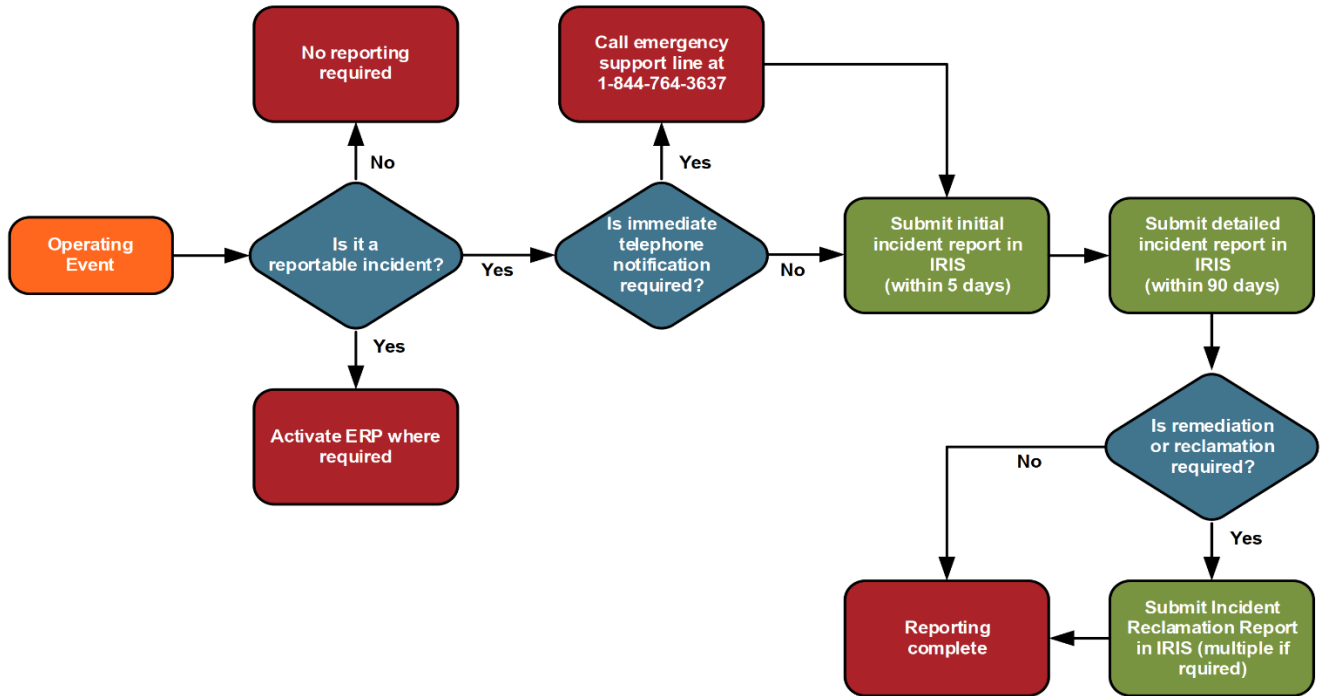 No reporting
required
Call emergency
support line at
1-844-764-3637
No
Yes
Operating
Event
Is it a
reportable incident?
Yes
Is immediate
telephone
notification
required?
No
Submit initial
incident report in
IRIS
(within 5 days)
Submit detailed
incident report in
IRIS
(within 90 days)
Yes
Activate ERP where
required
Is remediation
or reclamation
required?
No
Yes
Reporting
complete
Submit Incident
Reclamation Report
in IRIS (multiple if
rquired)